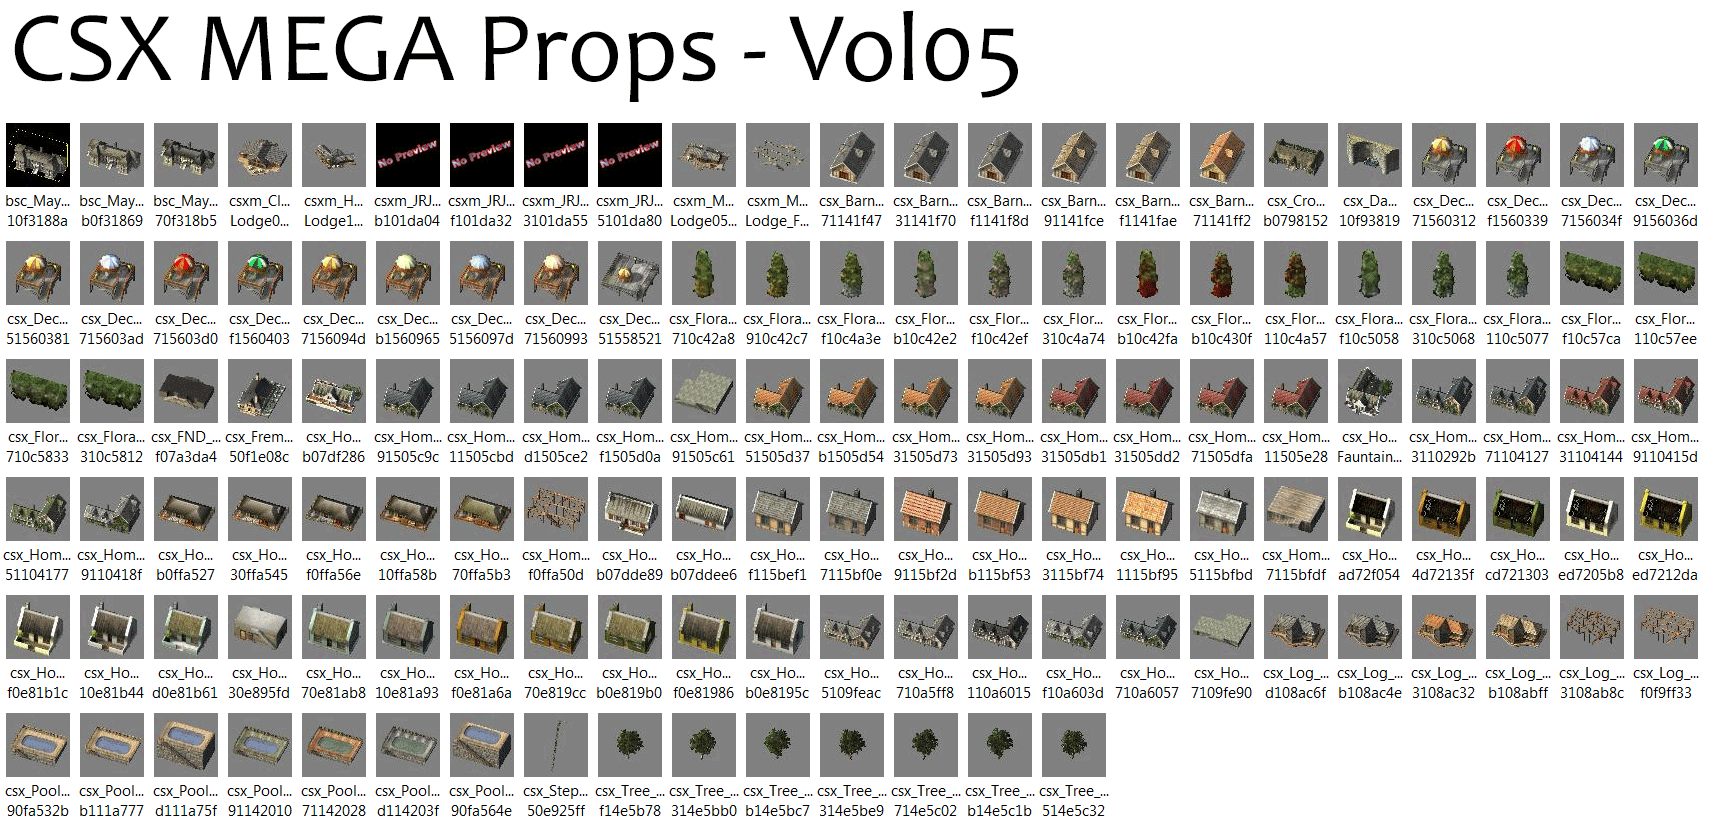 CSX MEGA Props - Vol05
No Preview No Preview No Preview No Preview
bsc_May... bsc_May... bsc_May... csxm_Cl... csxm_H... csxm_JRJ... csxm_JRJ... csxm_JRJ... csxm_JRJ... csxm_M... csxm_M... csx_Barn... csx_Barn... csx_Barn... csx_Barn... csx_Barn... csx_Barn... csx_Cro... csx_Da... csx_Dec... csx_Dec... csx_Dec... csx_Dec...
10f3188a b0f31869 70f318b5 Lodge0... Lodge1... b101da04 f101da32 3101da55 5101da80 Lodge05... Lodge_F... 71141f47 31141f70 f1141f8d 91141fce f1141fae 71141ff2 b0798152 10f93819 71560312 f1560339 7156034f 9156036d
csx_Dec... csx_Dec... csx_Dec... csx_Dec... csx_Dec... csx_Dec... csx_Dec... csx_Dec... csx_Dec... csx_Flora... csx_Flor... csx_Flora... csx_Flor... csx_Flor... csx_Flor... csx_Flor... csx_Flor... csx_Flor... csx_Flora... csx_Flora... csx_Flora... csx_Flor... csx_Flor...
51560381 715603ad 715603d0 f1560403 7156094d b1560965 5156097d 71560993 51558521 710c42a8 910c42c7 f10c4a3e b10c42e2 f10c42ef 310c4a74 b10c42fa b10c430f 110c4a57 f10c5058 310c5068 110c5077 f10c57ca 110c57ee
csx_Flor... csx_Flora... csx_FND_... csx_Frem... csx_Ho... csx_Hom... csx_Hom... csx_Hom... csx_Hom... csx_Hom... csx_Hom... csx_Hom... csx_Hom... csx_Hom... csx_Hom... csx_Hom... csx_Hom... csx_Hom... csx_Ho... csx_Hom... csx_Hom... csx_Hom... csx_Hom...
710c5833 310c5812 f07a3da4 50f1e08c b07df286 91505c9c 11505cbd d1505ce2 f1505d0a 91505c61 51505d37 b1505d54 31505d73 31505d93 31505db1 31505dd2 71505dfa 11505e28 Fauntain... 3110292b 71104127 31104144 9110415d
csx_Hom... csx_Hom... csx_Ho... csx_Ho... csx_Ho... csx_Ho... csx_Ho... csx_Hom... csx_Ho... csx_Ho... csx_Ho... csx_Ho... csx_Ho... csx_Ho... csx_Ho... csx_Ho... csx_Ho... csx_Hom... csx_Ho... csx_Ho... csx_Ho... csx_Ho... csx_Ho...
51104177 9110418f b0ffa527 30ffa545 f0ffa56e 10ffa58b 70ffa5b3 f0ffa50d b07dde89 b07ddee6 f115bef1 7115bf0e 9115bf2d b115bf53 3115bf74 1115bf95 5115bfbd 7115bfdf ad72f054 4d72135f cd721303 ed7205b8 ed7212da
csx_Ho... csx_Ho... csx_Ho... csx_Ho... csx_Ho... csx_Ho... csx_Ho... csx_Ho... csx_Ho... csx_Ho... csx_Ho... csx_Ho... csx_Ho... csx_Ho... csx_Ho... csx_Ho... csx_Ho... csx_Log_... csx_Log_... csx_Log_... csx_Log_... csx_Log_... csx_Log_...
f0e81b1c 10e81b44 d0e81b61 30e895fd 70e81ab8 10e81a93 f0e81a6a 70e819cc b0e819b0 f0e81986 b0e8195c 5109feac 710a5ff8 110a6015 f10a603d 710a6057 7109fe90 d108ac6f b108ac4e 3108ac32 b108abff 3108ab8c f0f9ff33
csx_Pool... csx_Pool... csx_Pool... csx_Pool... csx_Pool... csx_Pool... csx_Pool... csx_Step... csx_Tree_... csx_Tree_... csx_Tree_... csx_Tree_... csx_Tree_... csx_Tree_... csx_Tree_...
90fa532b b111a777 d111a75f 91142010 71142028 d114203f 90fa564e 50e925ff f14e5b78 314e5bb0 b14e5bc7 314e5be9 714e5c02 b14e5c1b 514e5c32